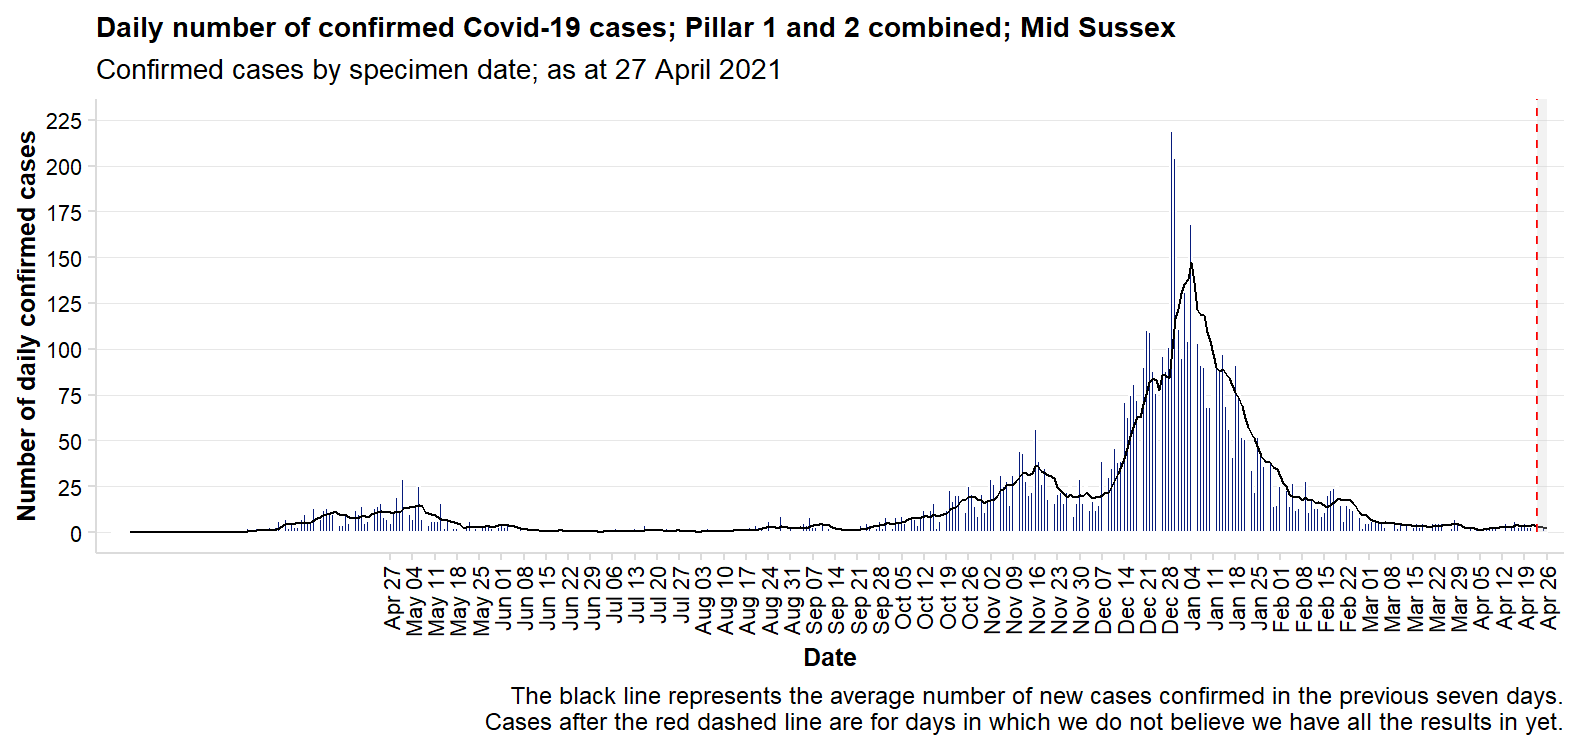 Daily number of confirmed Covid-19 cases; Pillar 1 and 2 combined; Mid Sussex
Confirmed cases by specimen date; as at 27 April 2021
Number of daily confirmed cases
225
200
175
150
125
100
75
50
25
0
Apr 27
May 04
May 11
May 18
May 25
Jun 01
Jun 08
Jun 15
Jun 22
Jun 29
Jul 06
Jul 13
Jul 20
Jul 27
Aug 03
Aug 10
Aug 17
Aug 24
Aug 31
Sep 07
Sep 14
Sep 21
Sep 28
Oct 05
Oct 12
Oct 19
Oct 26
Nov 02
Nov 09
Nov 16
Nov 23
Nov 30
Dec 07
Dec 14
Dec 21
Dec 28
Jan 04
Jan 11
Jan 18
Jan 25
Feb 01
Feb 08
Feb 15
Feb 22
Mar 01
Mar 08
Mar 15
Mar 22
Mar 29
Apr 05
Apr 12
Apr 19
Apr 26
Date
The black line represents the average number of new cases confirmed in the previous seven days.
Cases after the red dashed line are for days in which we do not believe we have all the results in yet.